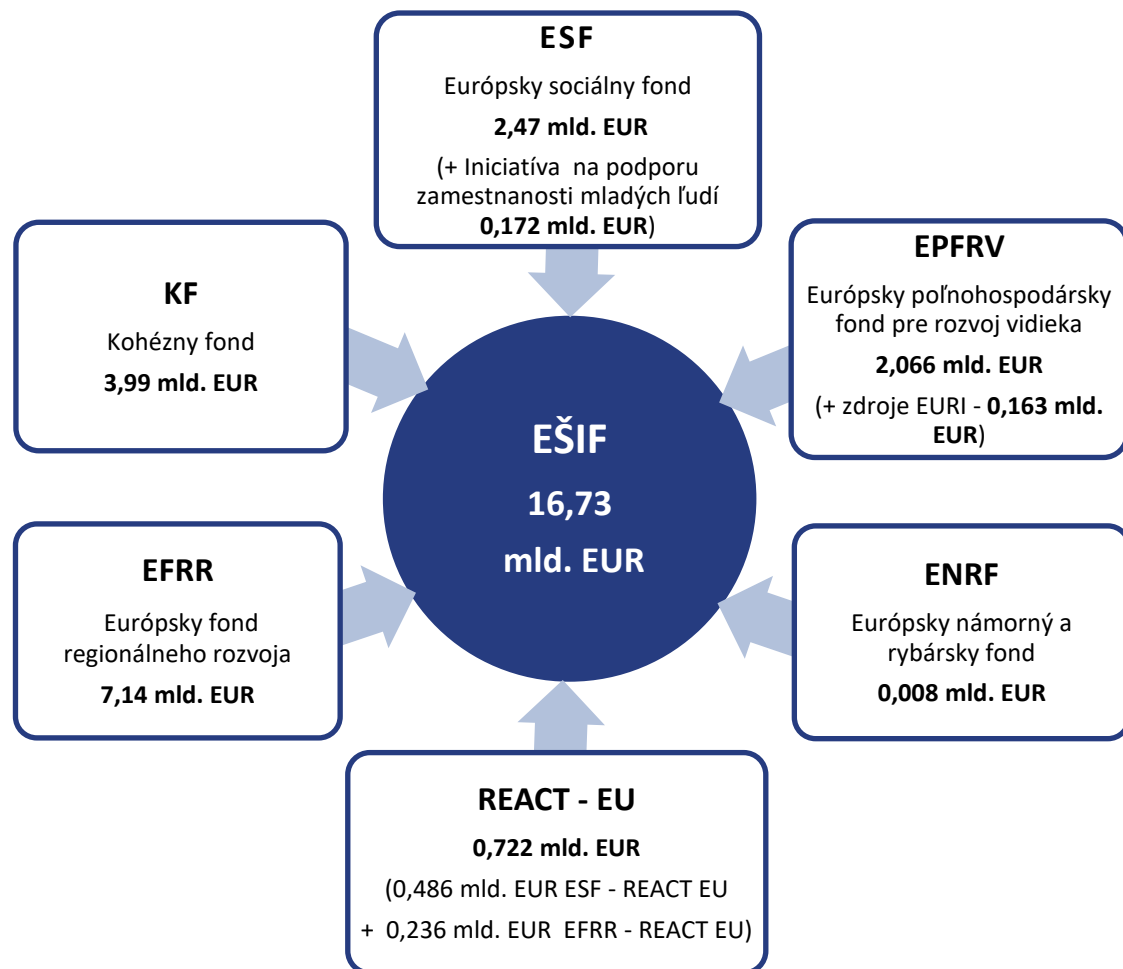 ESF
Európsky sociálny fond
2,47 mld. EUR
(+ Iniciatíva  na podporu
zamestnanosti mladých ľudí
0,172 mld. EUR)
KF
Kohézny fond
3,99 mld. EUR
EPFRV
Európsky poľnohospodársky
fond pre rozvoj vidieka
2,066 mld. EUR
(+ zdroje EURI - 0,163 mld.
EUR)
EŠIF
16,73
mld. EUR
EFRR
Európsky fond
regionálneho rozvoja
7,14 mld. EUR
ENRF
Európsky námorný a
rybársky fond
0,008 mld. EUR
REACT - EU
0,722 mld. EUR
(0,486 mld. EUR ESF - REACT EU
+  0,236 mld. EUR  EFRR - REACT EU)